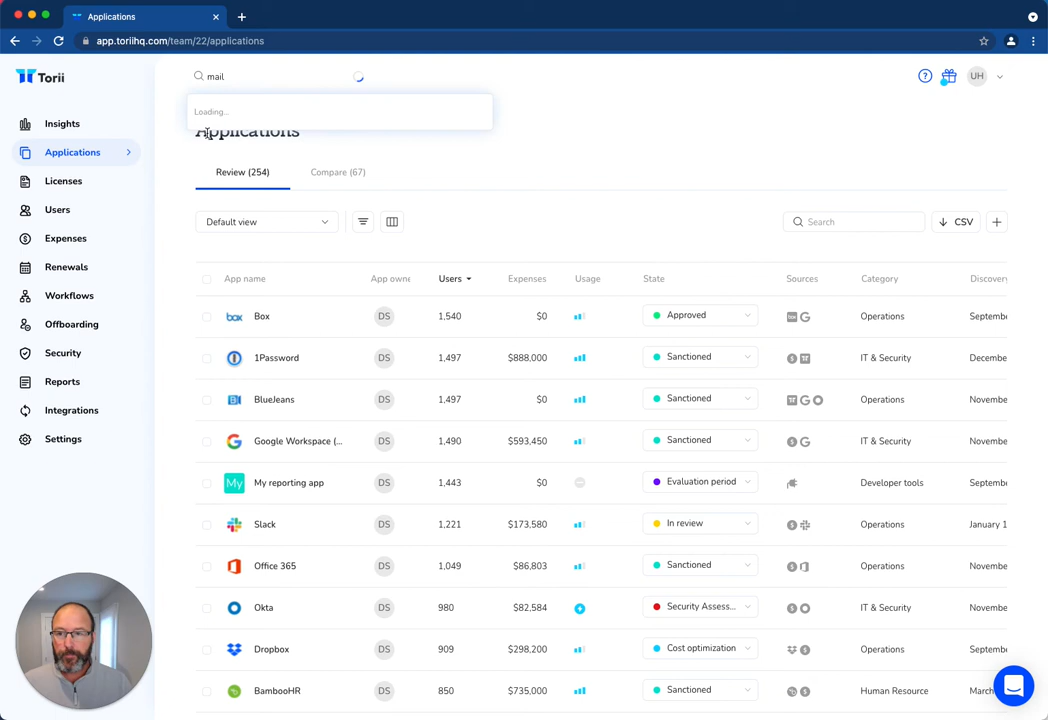 Applications
app.toriihq.com/team/22/applications
Torii
mail
UH
Loading...
Insights
Applications
Applications
Licenses
Review (254) Compare (67)
Users
Default view
Search
CSV
Expenses
Renewals
App name App owne Users Expenses Usage State Sources Category Discovery
Workflows
Box DS 1,540 $0 Approved box G Operations Septembe
Offboarding
Security
1Password DS 1,497 $888,000 Sanctioned IT & Security Decembe
Reports
BlueJeans DS 1,497 Sanctioned G Operations Novembe
Integrations
Settings
Google Workspace (... DS 1,490 $593,450 Sanctioned G IT & Security Novembe
My My reporting app DS 1,443 $0 Evaluation period Developer tools Septembe
Slack DS 1,221 $173,580 In review Operations January 1
Office 365 DS 1,049 $86,803 Sanctioned Operations Novembe
Okta DS 980 $82,584 Security Assess... IT & Security Novembe
Dropbox DS 909 $298,200 Cost optimization Operations Septembe
BambooHR DS 850 $735,000 Sanctioned Human Resource March